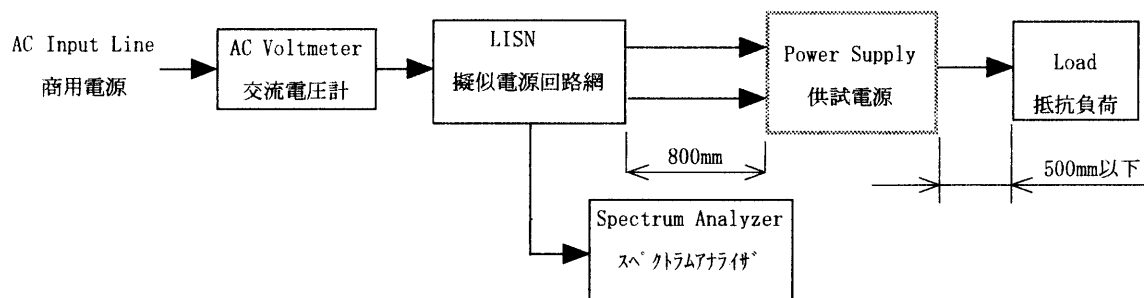 AC Input Line
商用電源
AC Voltmeter
交流電圧計
LISN
擬似電源回路網
Power Supply
供試電源
Load
抵抗負荷
800mm
500mm以下
Spectrum Analyzer
スペクトラムアナライザ